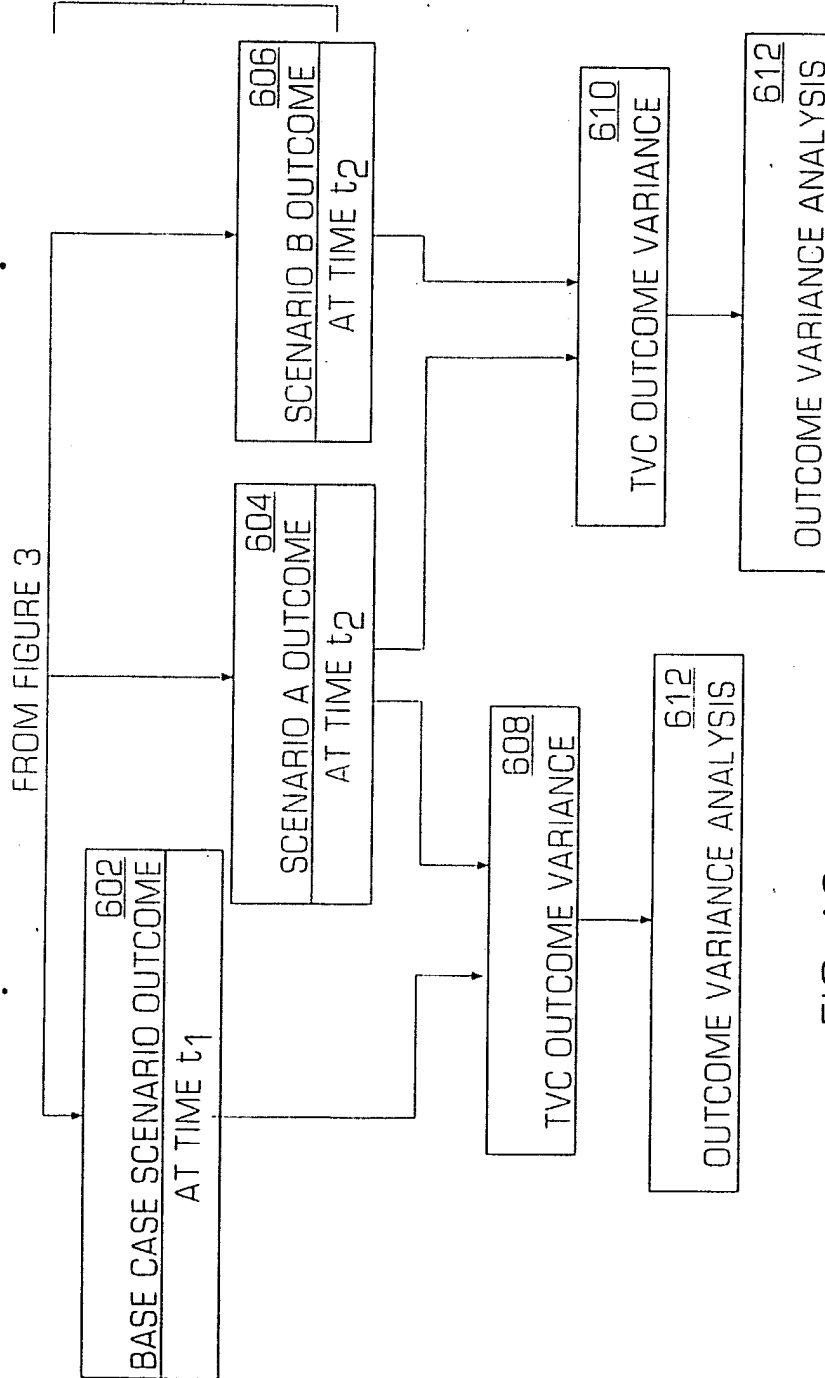 FROM FIGURE 3
602
BASE CASE SCENARIO OUTCOME
AT TIME t1
604
SCENARIO A OUTCOME
AT TIME t2
606
SCENARIO B OUTCOME
AT TIME t2
608
TVC OUTCOME VARIANCE
610
TVC OUTCOME VARIANCE
612
OUTCOME VARIANCE ANALYSIS
612
OUTCOME VARIANCE ANALYSIS